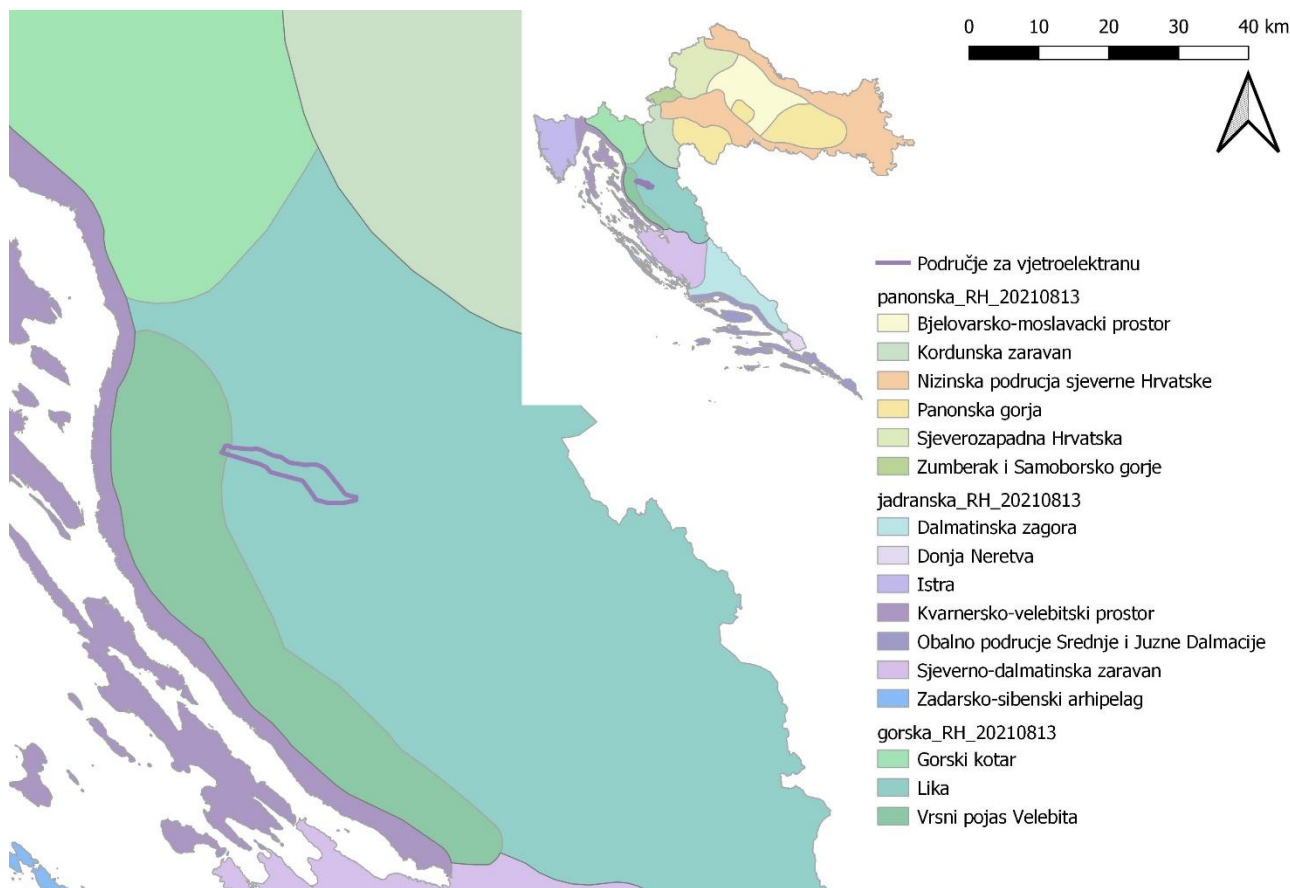 0 10 20 30 40 km
Područje za vjetroelektranu
panonska_RH_20210813
Bjelovarsko-moslavacki prostor
Kordunska zaravan
Nizinska podrucja sjeverne Hrvatske
Panonska gorja
Sjeverozapadna Hrvatska
Zumberak i Samoborsko gorje
jadranska_RH_20210813
Dalmatinska zagora
Donja Neretva
Istra
Kvarnersko-velebitski prostor
Obalno podrucje Srednje i Juzne Dalmacije
Sjeverno-dalmatinska zaravan
Zadarsko-sibenski arhipelag
gorska_RH_20210813
Gorski kotar
Lika
Vrsni pojas Velebita